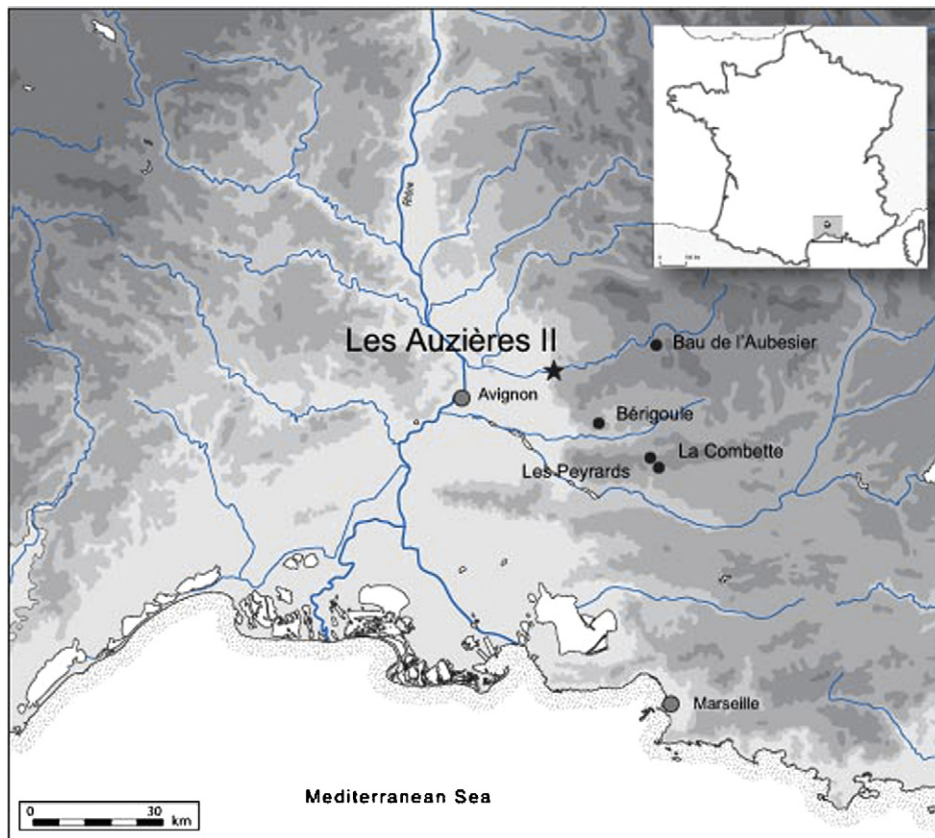 Rhône
Les Auzières II
Bau de l'Aubesier
Avignon
Bérigoule
La Combette
Les Peyrards
Marseille
Mediterranean Sea
0 30
km